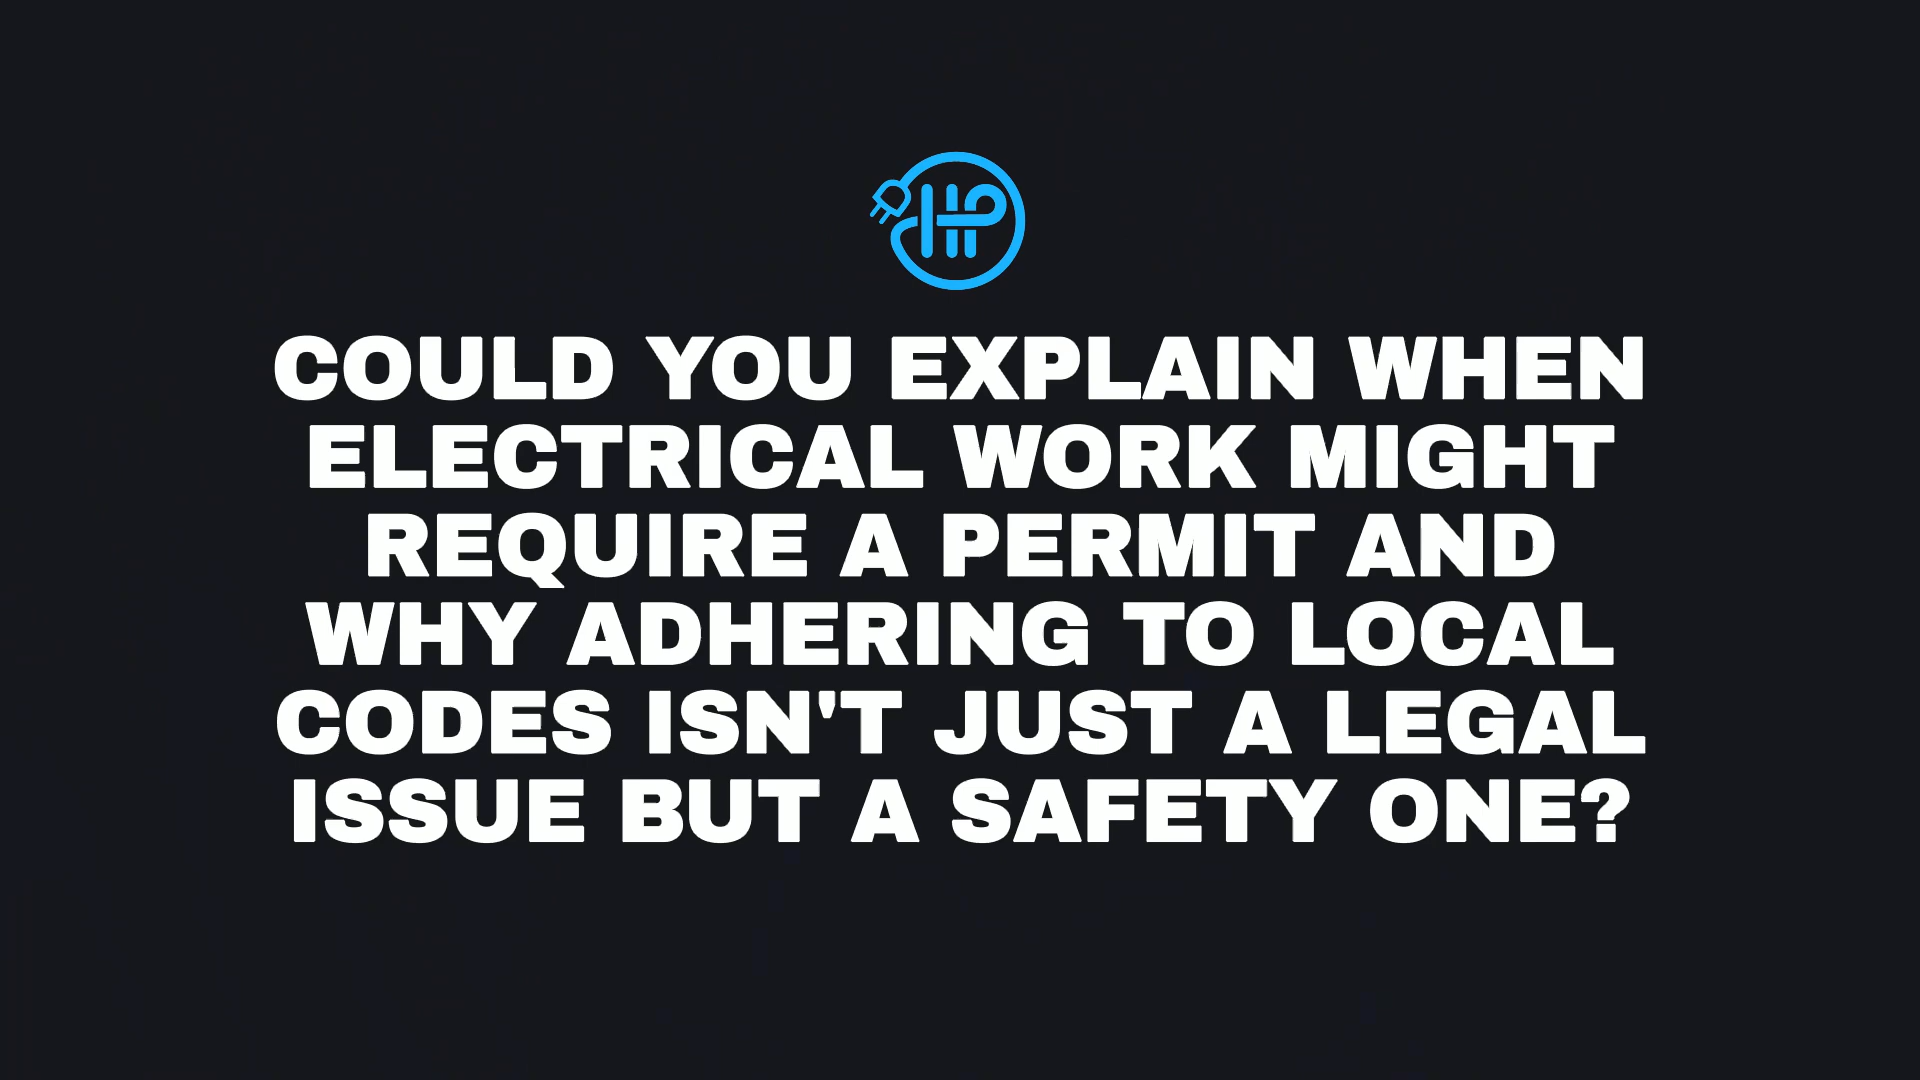 HP
COULD YOU EXPLAIN WHEN
ELECTRICAL WORK MIGHT
REQUIRE A PERMIT AND
WHY ADHERING TO LOCAL
CODES ISN'T JUST A LEGAL
ISSUE BUT A SAFETY ONE?